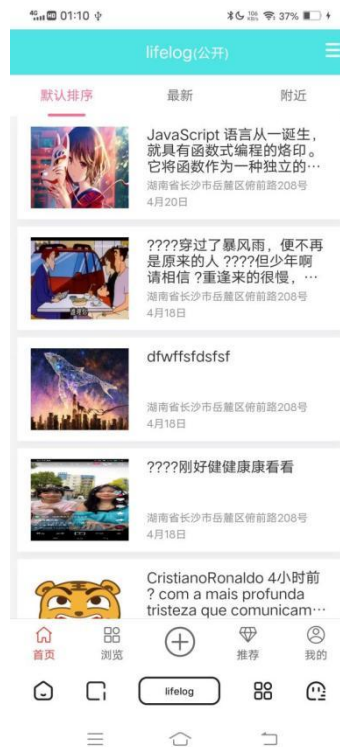 4G HD 01:10 37%
lifelog(公开)
默认排序 最新 附近
JavaScript 语言从一诞生，
就具有函数式编程的烙印。
它将函数作为一种独立的…
湖南省长沙市岳麓区俯前路208号
4月20日
????穿过了暴风雨，便不再
是原来的人 ????但少年啊
请相信 ?重逢来的很慢，…
湖南省长沙市岳麓区俯前路208号
4月18日
dfwffsfdsfsf
湖南省长沙市岳麓区俯前路208号
4月18日
????刚好健健康康看看
湖南省长沙市岳麓区俯前路208号
4月18日
CristianoRonaldo 4小时前
? com a mais profunda
tristeza que comunicam…
首页 浏览 推荐 我的
lifelog